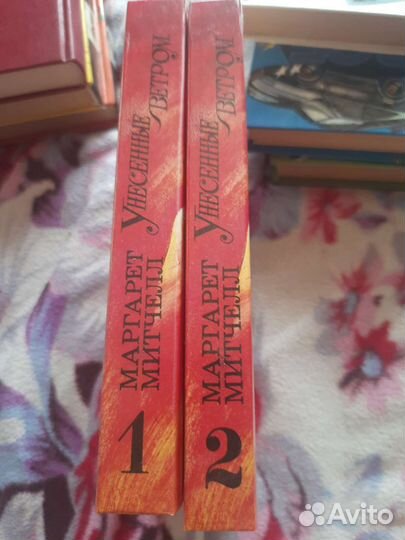 МАРГАРЕТ
МИТЧЕЛЛ
УНЕСЕННЫЕ
ВЕТРОМ
1
МАРГАРЕТ
МИТЧЕЛЛ
УНЕСЕННЫЕ
ВЕТРОМ
2
Avito